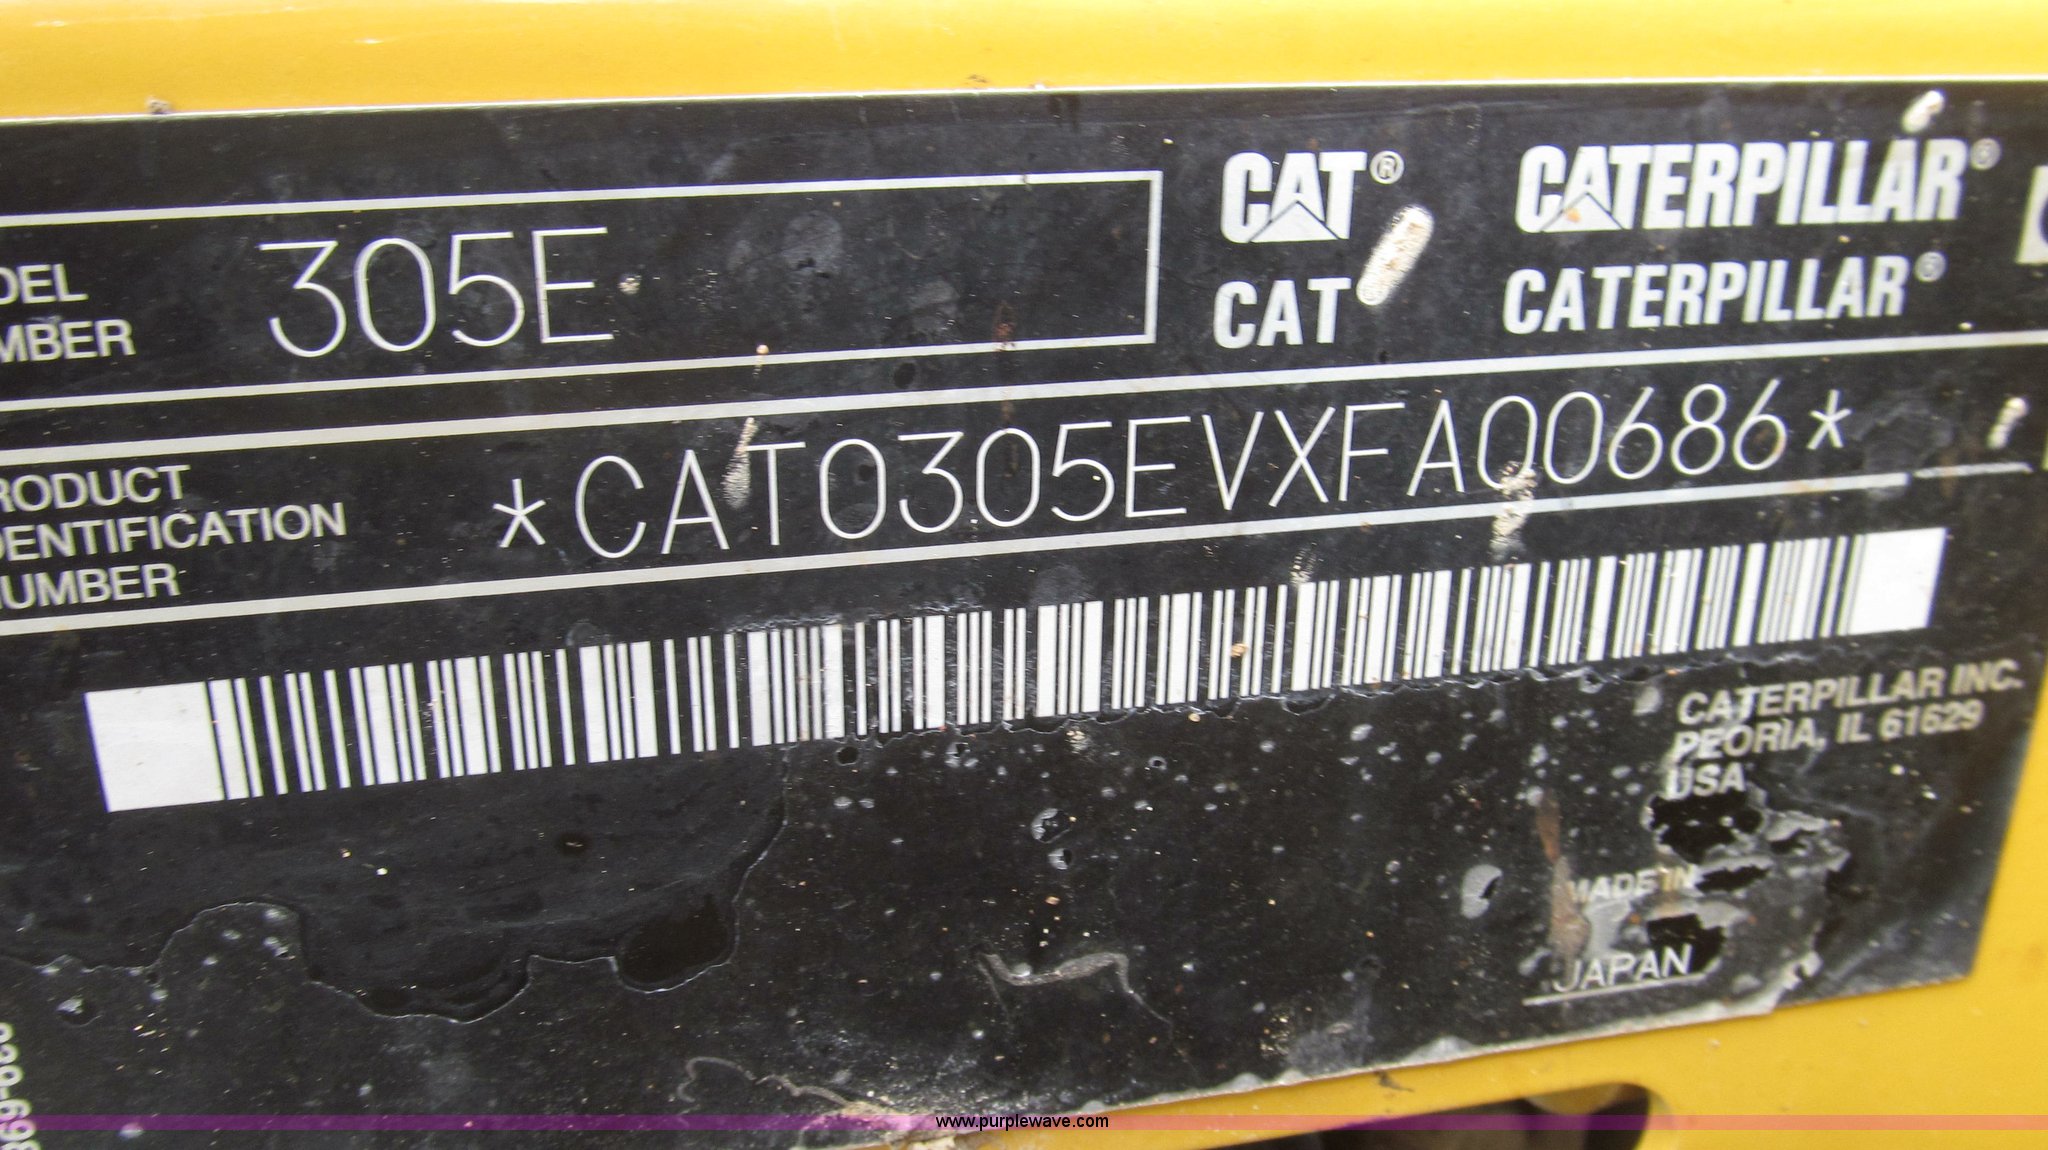 CAT® CATERPILLAR®
CAT CATERPILLAR®
DEL
MBER
305E
RODUCT
DENTIFICATION
UMBER
*CAT0305EVXFA00686*
CATERPILLAR INC.
PEORIA, IL 61629
USA
MADE IN
JAPAN
www.purplewave.com